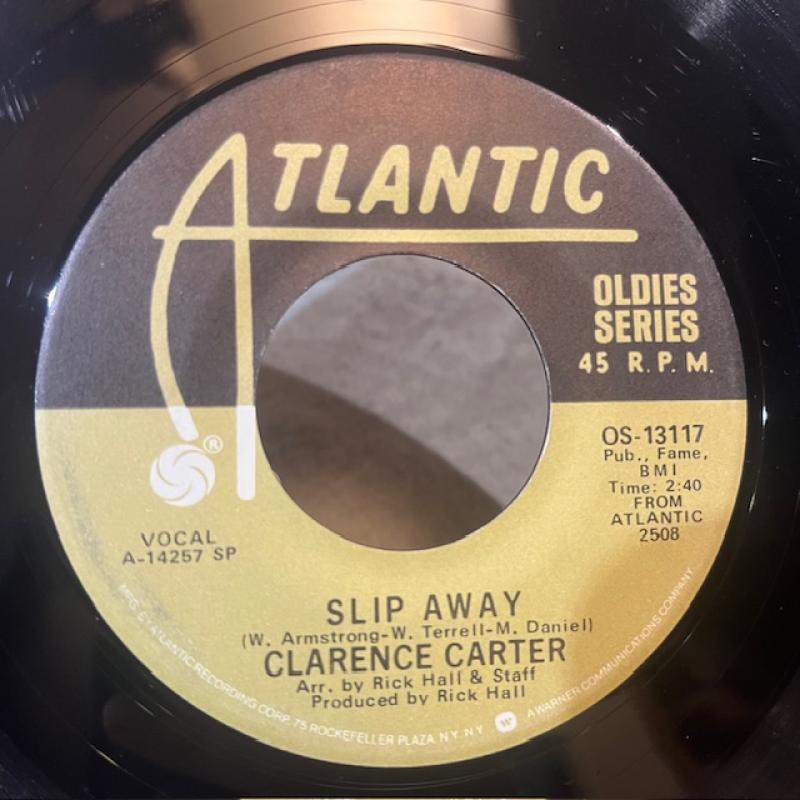 ATLANTIC
OLDIES
SERIES
45 R.P.M.
®
OS-13117
Pub., Fame,
BMI
Time: 2:40
FROM
ATLANTIC
2508
VOCAL
A-14257 SP
SLIP AWAY
(W. Armstrong-W. Terrell-M. Daniel)
CLARENCE CARTER
Arr. by Rick Hall & Staff
Produced by Rick Hall
MFG. BY ATLANTIC RECORDING CORP. 75 ROCKEFELLER PLAZA. N.Y. N.Y. W A WARNER COMMUNICATIONS COMPANY